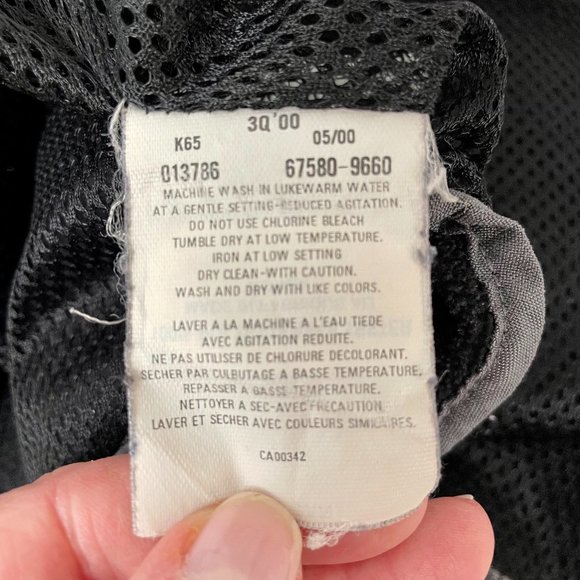 3Q'00
K65 05/00
013786 67580-9660
MACHINE WASH IN LUKEWARM WATER
AT A GENTLE SETTING-REDUCED AGITATION.
DO NOT USE CHLORINE BLEACH
TUMBLE DRY AT LOW TEMPERATURE.
IRON AT LOW SETTING
DRY CLEAN-WITH CAUTION.
WASH AND DRY WITH LIKE COLORS.
LAVER A LA MACHINE A L'EAU TIEDE
AVEC AGITATION REDUITE.
NE PAS UTILISER DE CHLORURE DECOLORANT.
SECHER PAR CULBUTAGE A BASSE TEMPERATURE.
REPASSER A BASSE TEMPERATURE.
NETTOYER A SEC-AVEC PRECAUTION.
LAVER ET SECHER AVEC COULEURS SIMILAIRES.
CA00342